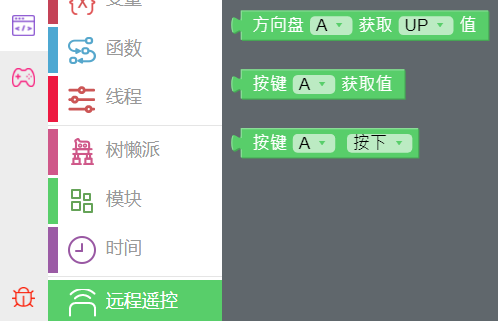 变量
函数
线程
树懒派
模块
时间
远程遥控
方向盘 A 获取 UP 值
按键 A 获取值
按键 A 按下